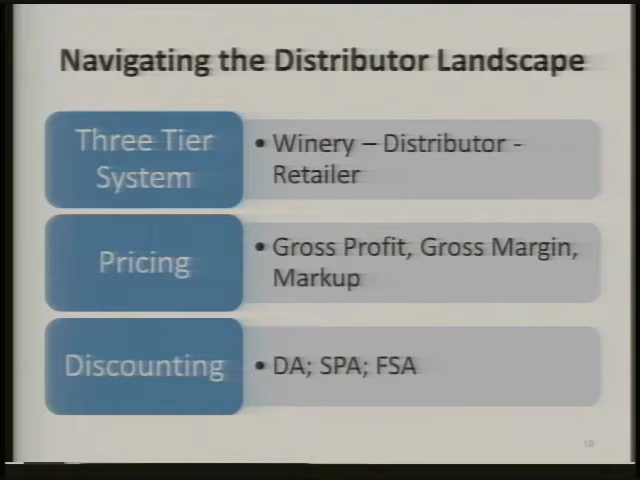 Navigating the Distributor Landscape
Three Tier
System
• Winery – Distributor -
Retailer
Pricing
• Gross Profit, Gross Margin,
Markup
Discounting
• DA; SPA; FSA